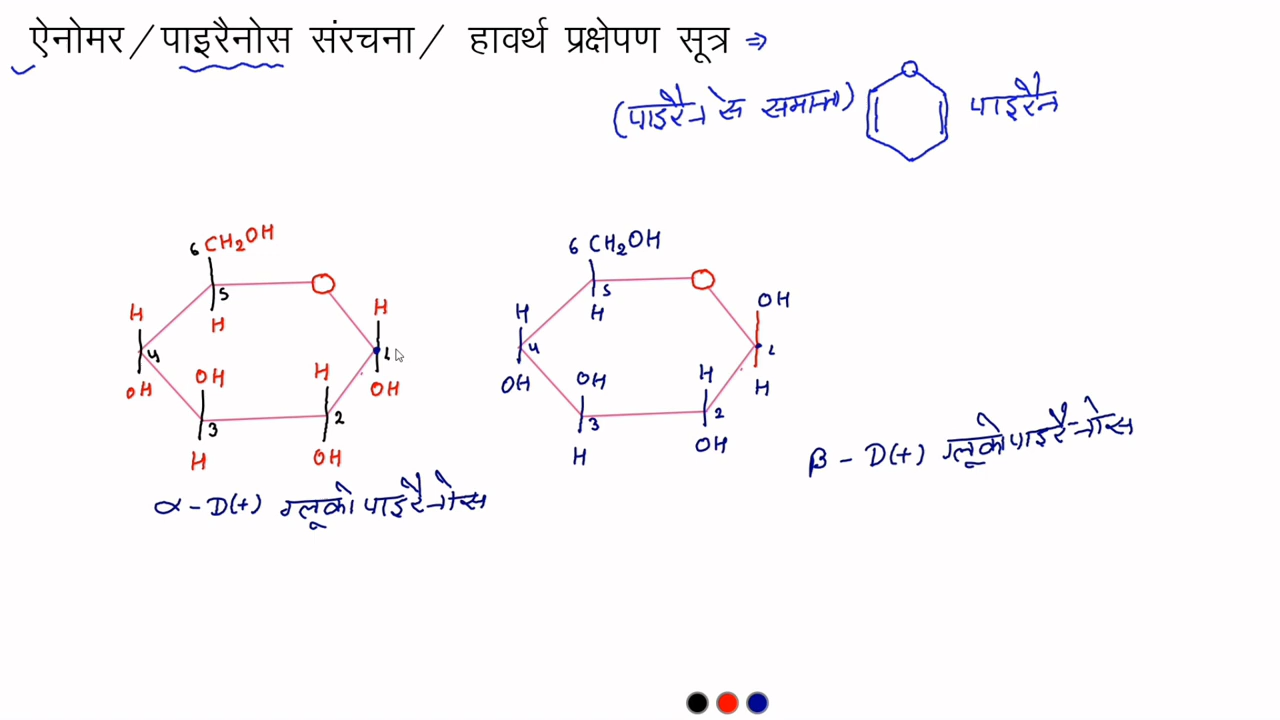 ऐनोमर/पाइरैनोस संरचना/ हावर्थ प्रक्षेपण सूत्र ⇒
(पाइरैन के समान) O पाइरैन
6 CH₂OH
5 O
H H H
4 1
OH OH H OH
3 2
H OH
α - D(+) ग्लूकोपाइरैनोस
6 CH₂OH
5 O OH
H H
4 1
OH OH H H
3 2
H OH
β - D(+) ग्लूकोपाइरैनोस